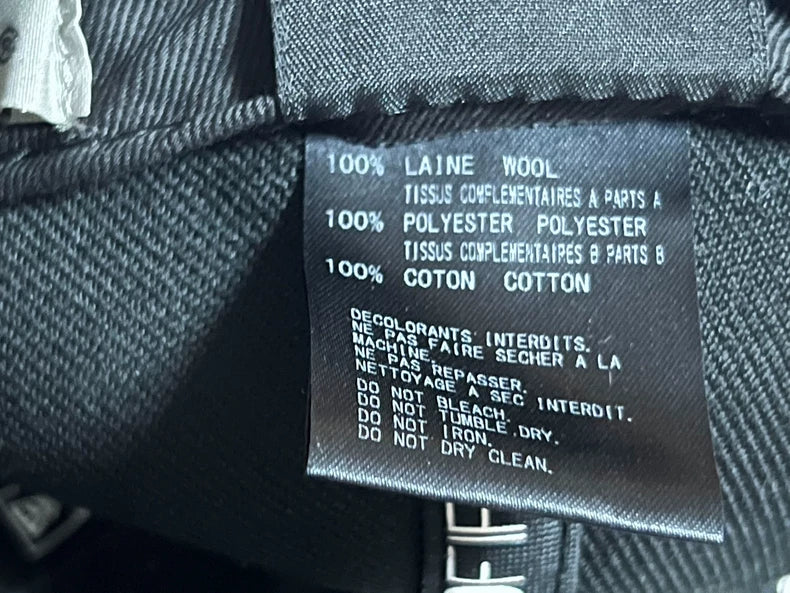 100% LAINE WOOL
TISSUS COMPLEMENTAIRES A PARTS A
100% POLYESTER POLYESTER
TISSUS COMPLEMENTAIRES B PARTS B
100% COTON COTTON
DECOLORANTS INTERDITS.
NE PAS FAIRE SECHER A LA
MACHINE.
NE PAS REPASSER.
NETTOYAGE A SEC INTERDIT.
DO NOT BLEACH.
DO NOT TUMBLE DRY.
DO NOT IRON.
DO NOT DRY CLEAN.